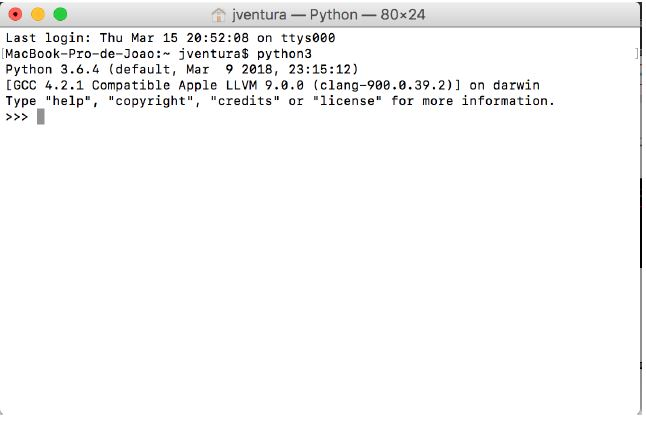 jventura — Python — 80×24
Last login: Thu Mar 15 20:52:08 on ttys000
[MacBook-Pro-de-Joao:~ jventura$ python3 ]
Python 3.6.4 (default, Mar  9 2018, 23:15:12)
[GCC 4.2.1 Compatible Apple LLVM 9.0.0 (clang-900.0.39.2)] on darwin
Type "help", "copyright", "credits" or "license" for more information.
>>>